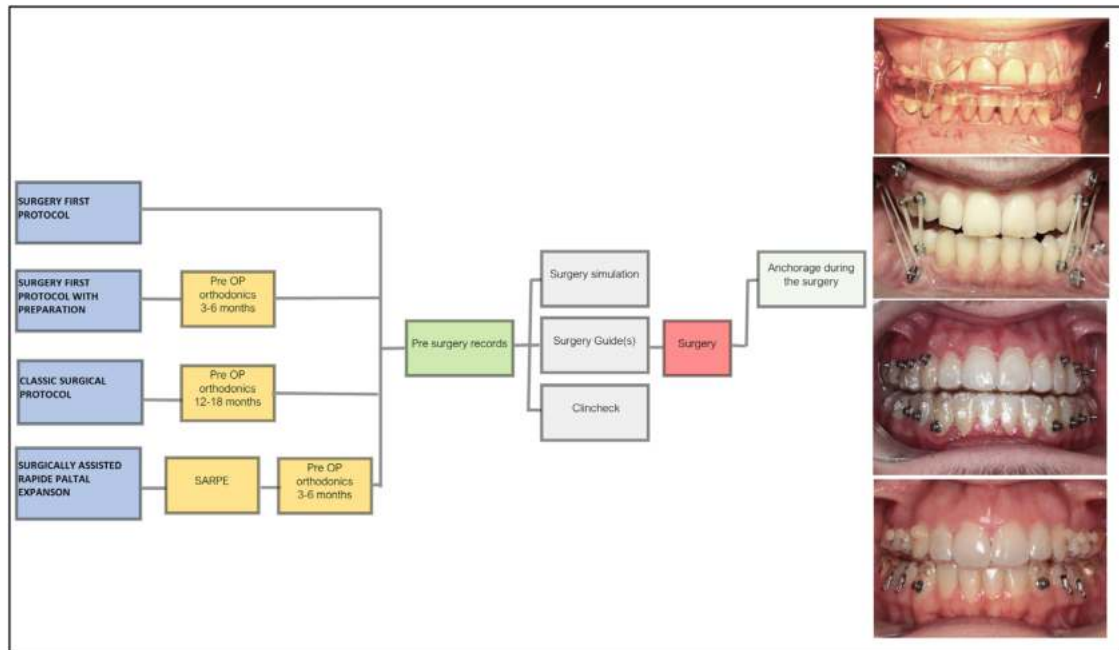 SURGERY FIRST
PROTOCOL
SURGERY FIRST
PROTOCOL WITH
PREPARATION
Pre OP
orthodonics
3-6 months
CLASSIC SURGICAL
PROTOCOL
Pre OP
orthodonics
12-18 months
SURGICALLY ASSISTED
RAPIDE PALTAL
EXPANSON
SARPE
Pre OP
orthodonics
3-6 months
Pre surgery records
Surgery simulation
Surgery Guide(s)
Clincheck
Surgery
Anchorage during
the surgery